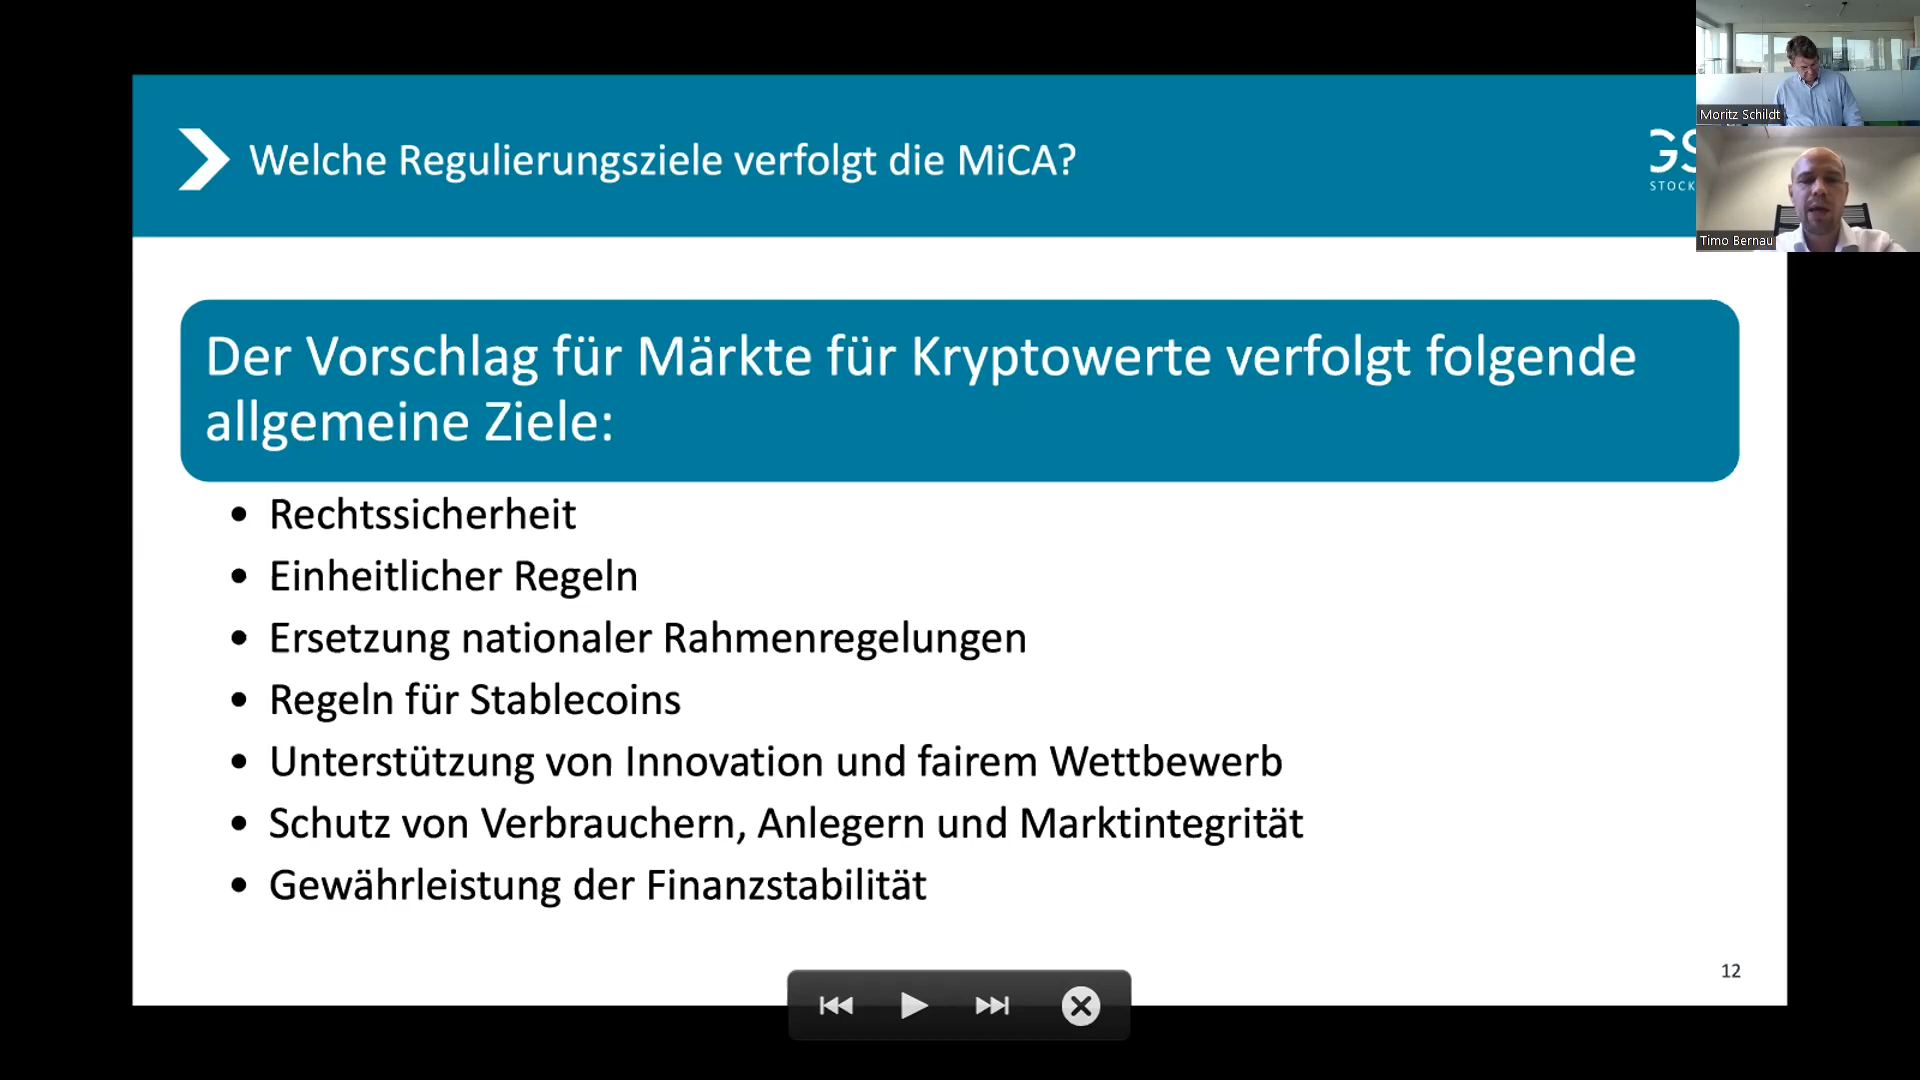 Welche Regulierungsziele verfolgt die MiCA?
GS
STOCK
Moritz Schildt
Timo Bernau
Der Vorschlag für Märkte für Kryptowerte verfolgt folgende
allgemeine Ziele:
• Rechtssicherheit
• Einheitlicher Regeln
• Ersetzung nationaler Rahmenregelungen
• Regeln für Stablecoins
• Unterstützung von Innovation und fairem Wettbewerb
• Schutz von Verbrauchern, Anlegern und Marktintegrität
• Gewährleistung der Finanzstabilität
12